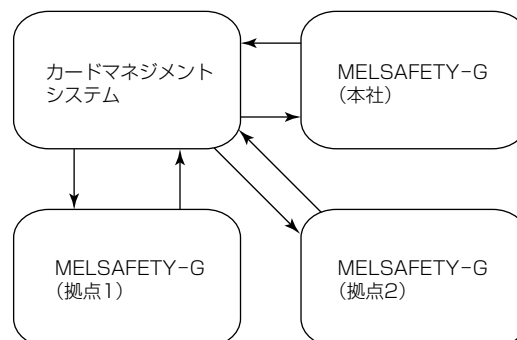 カードマネジメント
システム
MELSAFETY-G
（本社）
MELSAFETY-G
（拠点1）
MELSAFETY-G
（拠点2）